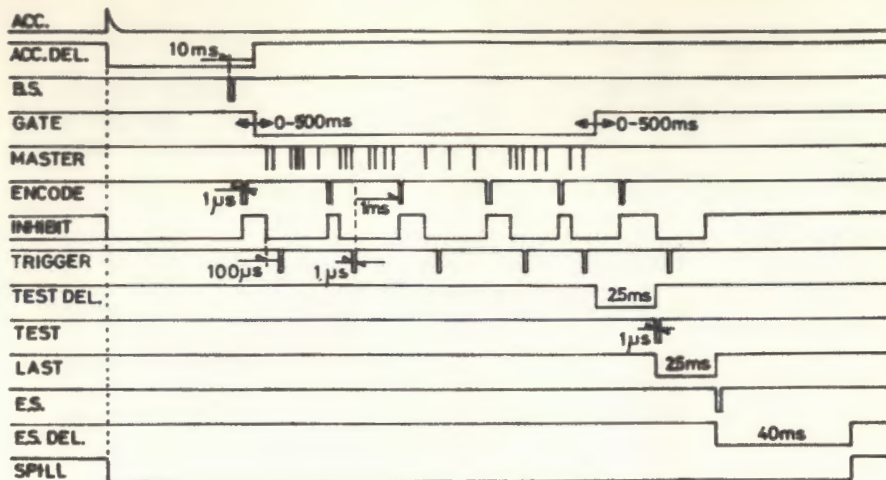 ACC.
ACC. DEL. 10ms
B.S.
GATE 0-500ms 0-500ms
MASTER
ENCODE 1μs 1ms
INHIBIT
TRIGGER 100μs 1μs
TEST DEL. 25ms
TEST 1μs
LAST 25ms
E.S.
E.S. DEL. 40ms
SPILL